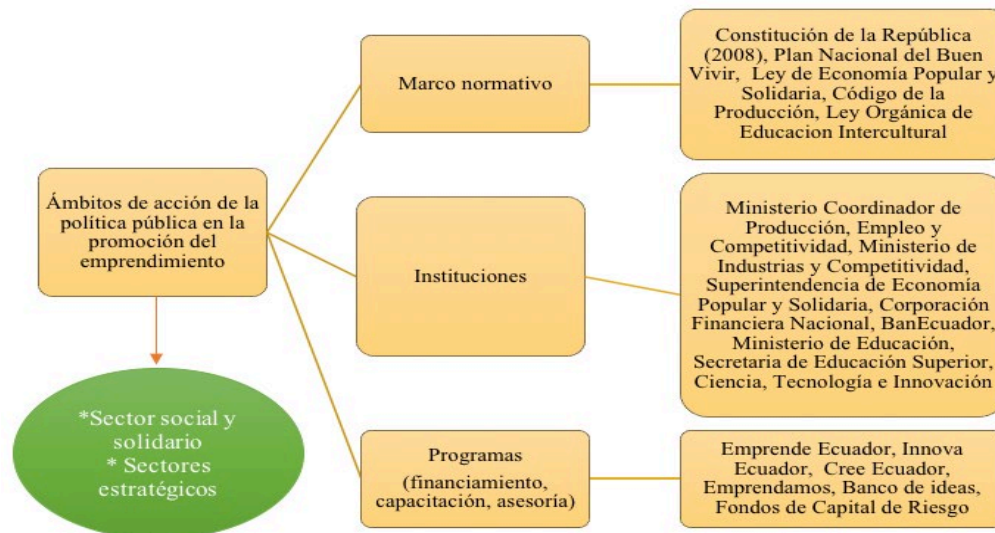 Ámbitos de acción de la
política pública en la
promoción del
emprendimiento
*Sector social y
solidario
* Sectores
estratégicos
Marco normativo
Constitución de la República
(2008), Plan Nacional del Buen
Vivir, Ley de Economía Popular y
Solidaria, Código de la
Producción, Ley Orgánica de
Educacion Intercultural
Instituciones
Ministerio Coordinador de
Producción, Empleo y
Competitividad, Ministerio de
Industrias y Competitividad,
Superintendencia de Economía
Popular y Solidaria, Corporación
Financiera Nacional, BanEcuador,
Ministerio de Educación,
Secretaria de Educación Superior,
Ciencia, Tecnología e Innovación
Programas
(financiamiento,
capacitación, asesoría)
Emprende Ecuador, Innova
Ecuador, Cree Ecuador,
Emprendamos, Banco de ideas,
Fondos de Capital de Riesgo